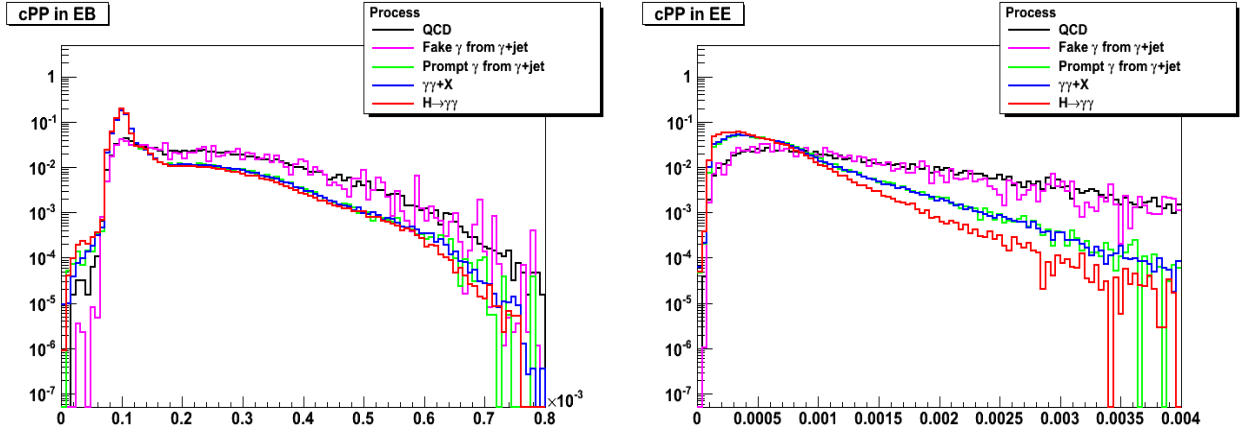 cPP in EB
Process
QCD
Fake γ from γ+jet
Prompt γ from γ+jet
γγ+X
H→γγ
1
10⁻¹
10⁻²
10⁻³
10⁻⁴
10⁻⁵
10⁻⁶
10⁻⁷
0 0.1 0.2 0.3 0.4 0.5 0.6 0.7 0.8
×10⁻³
cPP in EE
Process
QCD
Fake γ from γ+jet
Prompt γ from γ+jet
γγ+X
H→γγ
1
10⁻¹
10⁻²
10⁻³
10⁻⁴
10⁻⁵
10⁻⁶
10⁻⁷
0 0.0005 0.001 0.0015 0.002 0.0025 0.003 0.0035 0.004